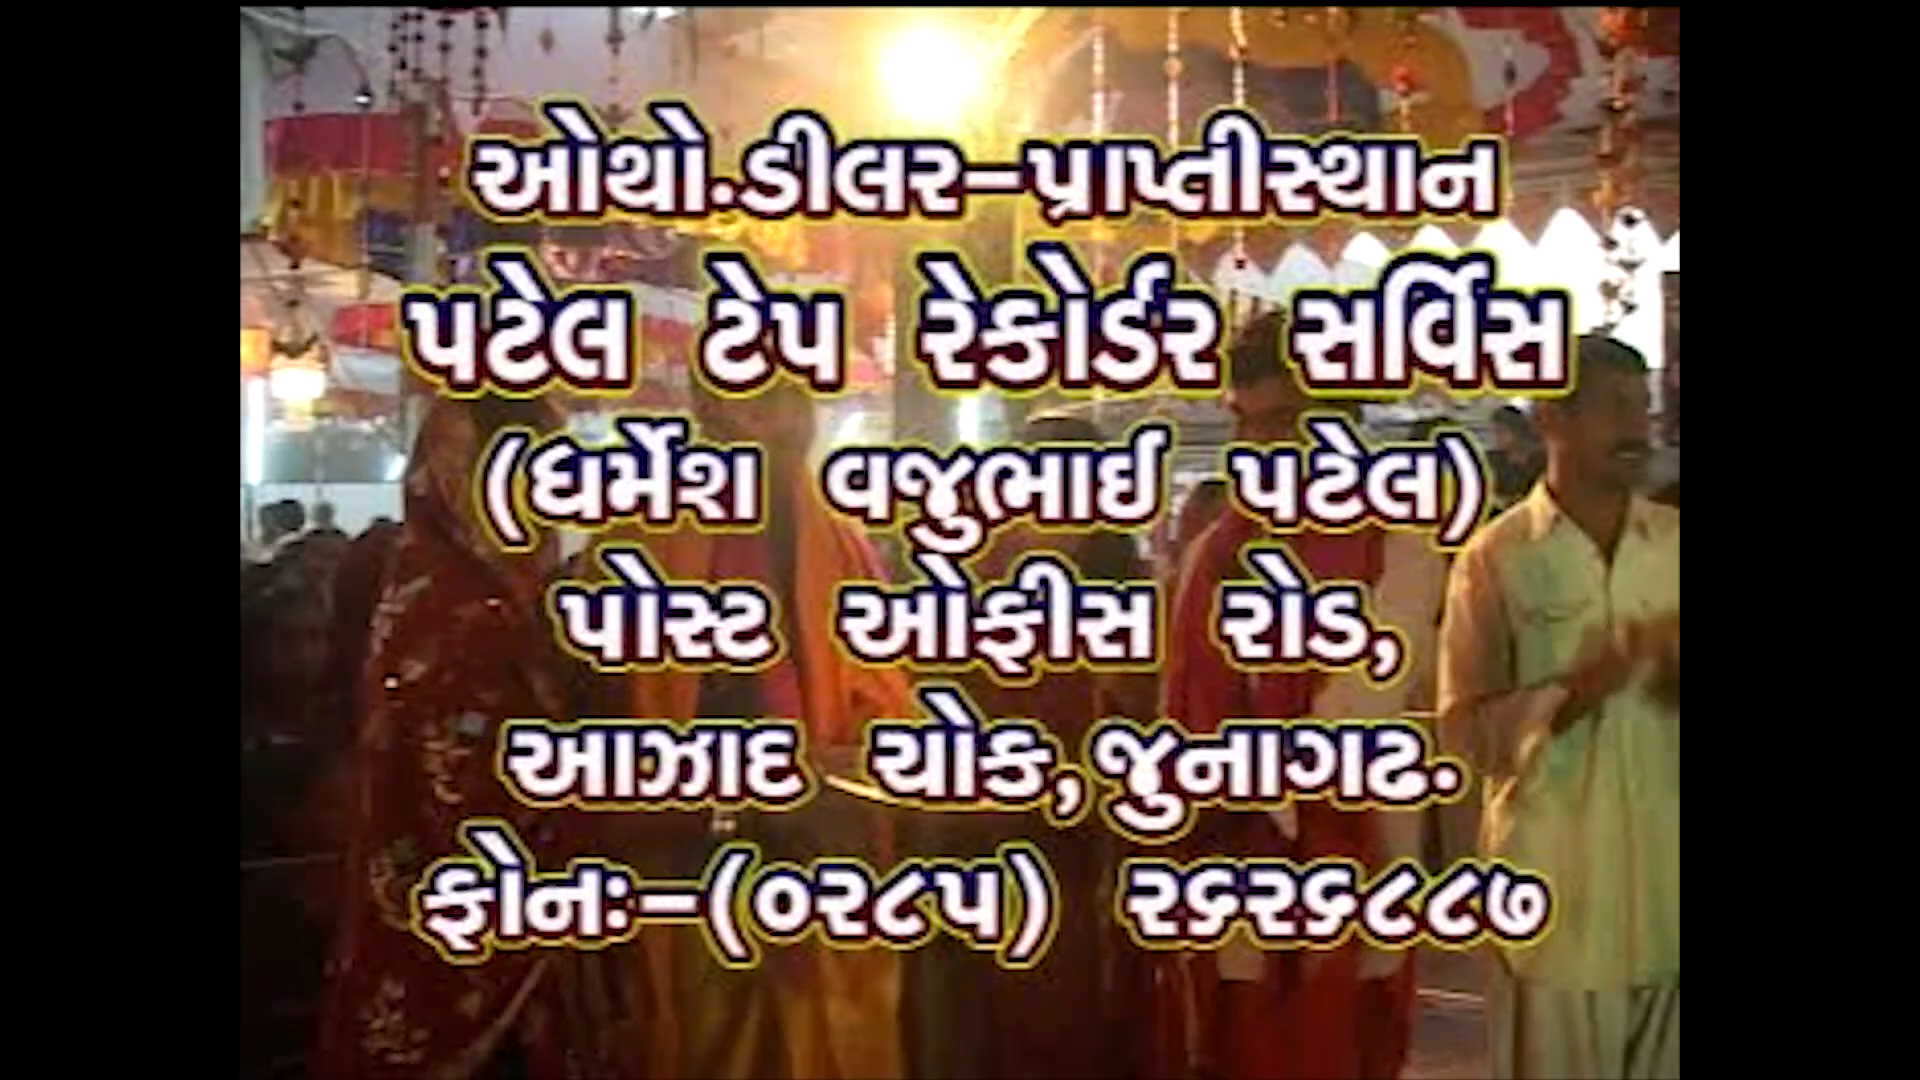 ઓથો.ડીલર-પ્રાપ્તીસ્થાન
પટેલ ટેપ રેકોર્ડર સર્વિસ
(ધર્મેશ વજુભાઈ પટેલ)
પોસ્ટ ઓફીસ રોડ,
આઝાદ ચોક,જુનાગઢ.
ફોનઃ-(૦૨૮૫) ૨૬૨૬૮૮૭